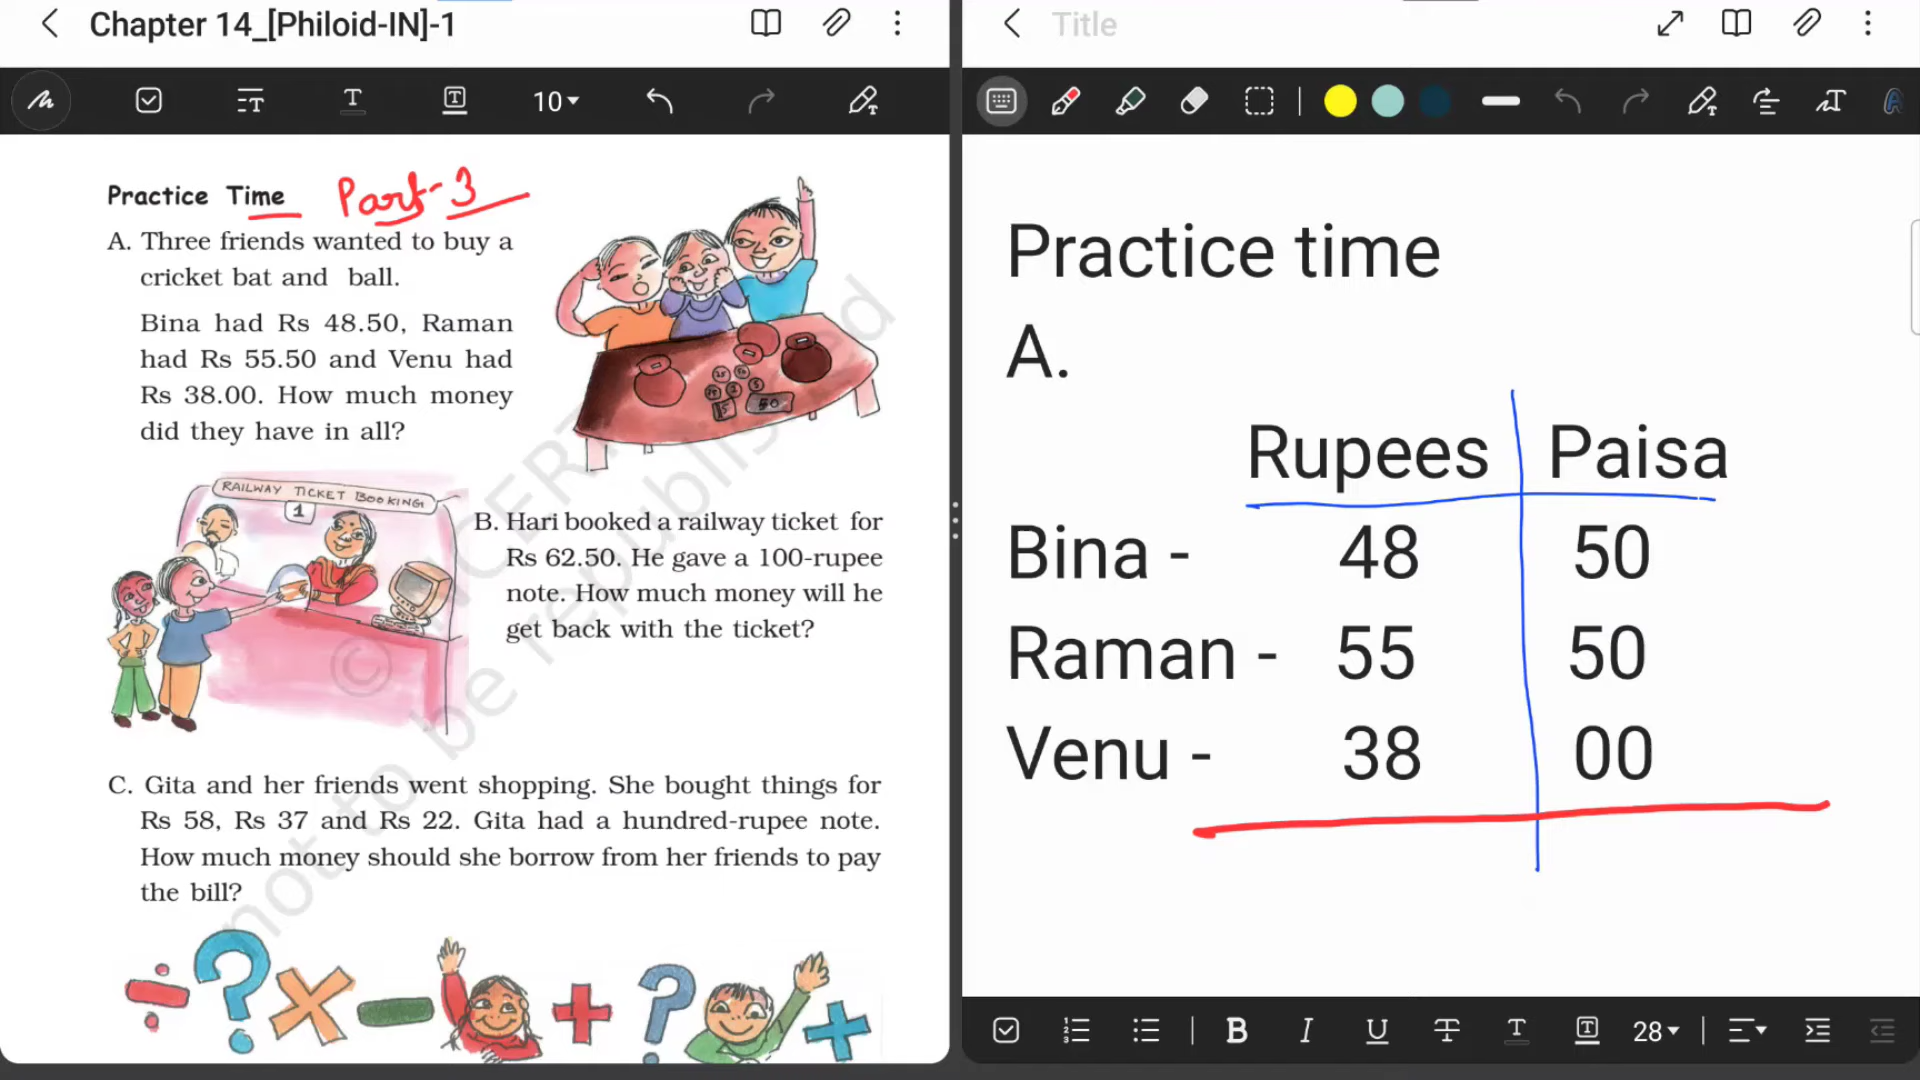 Chapter 14_[Philoid-IN]-1
10
Practice Time Part-3
A. Three friends wanted to buy a
cricket bat and ball.
Bina had Rs 48.50, Raman
had Rs 55.50 and Venu had
Rs 38.00. How much money
did they have in all?
RAILWAY TICKET BOOKING
1
B. Hari booked a railway ticket for
Rs 62.50. He gave a 100-rupee
note. How much money will he
get back with the ticket?
C. Gita and her friends went shopping. She bought things for
Rs 58, Rs 37 and Rs 22. Gita had a hundred-rupee note.
How much money should she borrow from her friends to pay
the bill?
÷ ? × − + ? +
© NCERT
not to be republished
Title
Practice time
A.
Rupees Paisa
Bina - 48 50
Raman - 55 50
Venu - 38 00
B I U T T T 28